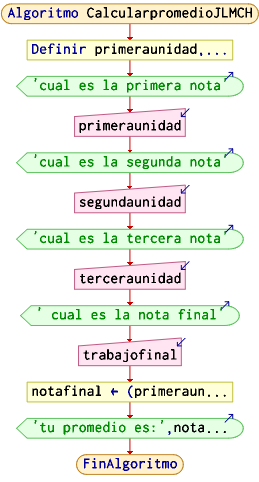 Algoritmo CalcularpromedioJLMCH
Definir primeraunidad,...
'cual es la primera nota'
primeraunidad
'cual es la segunda nota'
segundaunidad
'cual es la tercera nota'
terceraunidad
' cual es la nota final'
trabajofinal
notafinal ← (primeraun...
'tu promedio es:',nota...
FinAlgoritmo